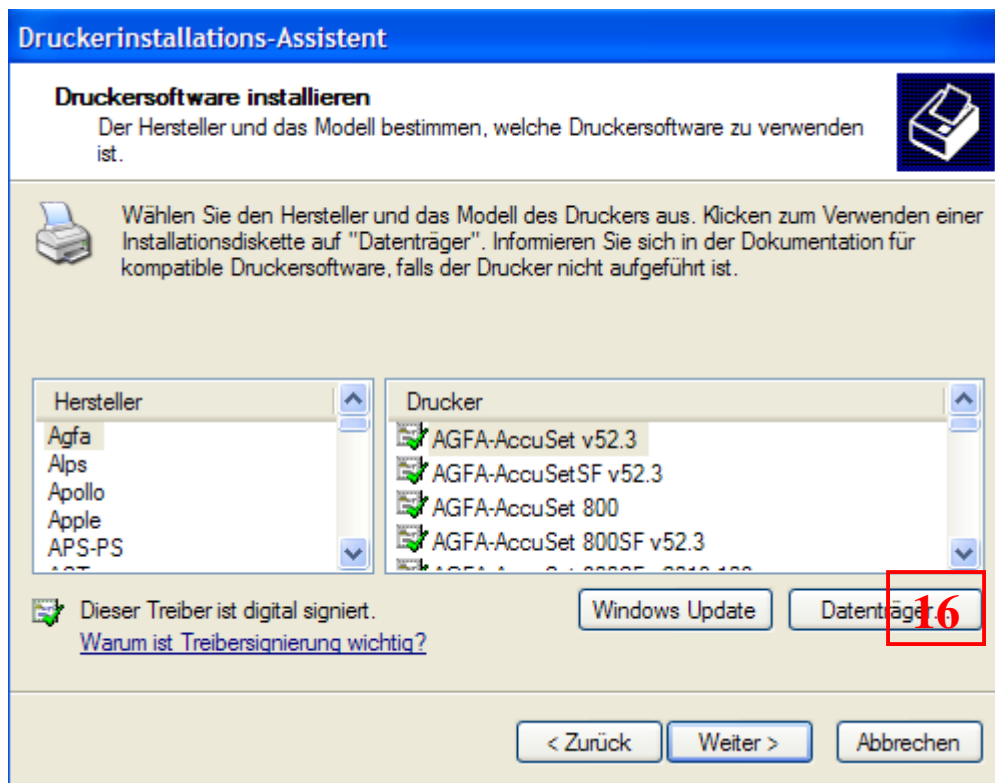 Druckerinstallations-Assistent
Druckersoftware installieren
Der Hersteller und das Modell bestimmen, welche Druckersoftware zu verwenden
ist.
Wählen Sie den Hersteller und das Modell des Druckers aus. Klicken zum Verwenden einer
Installationsdiskette auf "Datenträger". Informieren Sie sich in der Dokumentation für
kompatible Druckersoftware, falls der Drucker nicht aufgeführt ist.
Hersteller
Agfa
Alps
Apollo
Apple
APS-PS
Drucker
AGFA-AccuSet v52.3
AGFA-AccuSetSF v52.3
AGFA-AccuSet 800
AGFA-AccuSet 800SF v52.3
Dieser Treiber ist digital signiert.
Warum ist Treibersignierung wichtig?
Windows Update
Datenträger...
16
< Zurück
Weiter >
Abbrechen